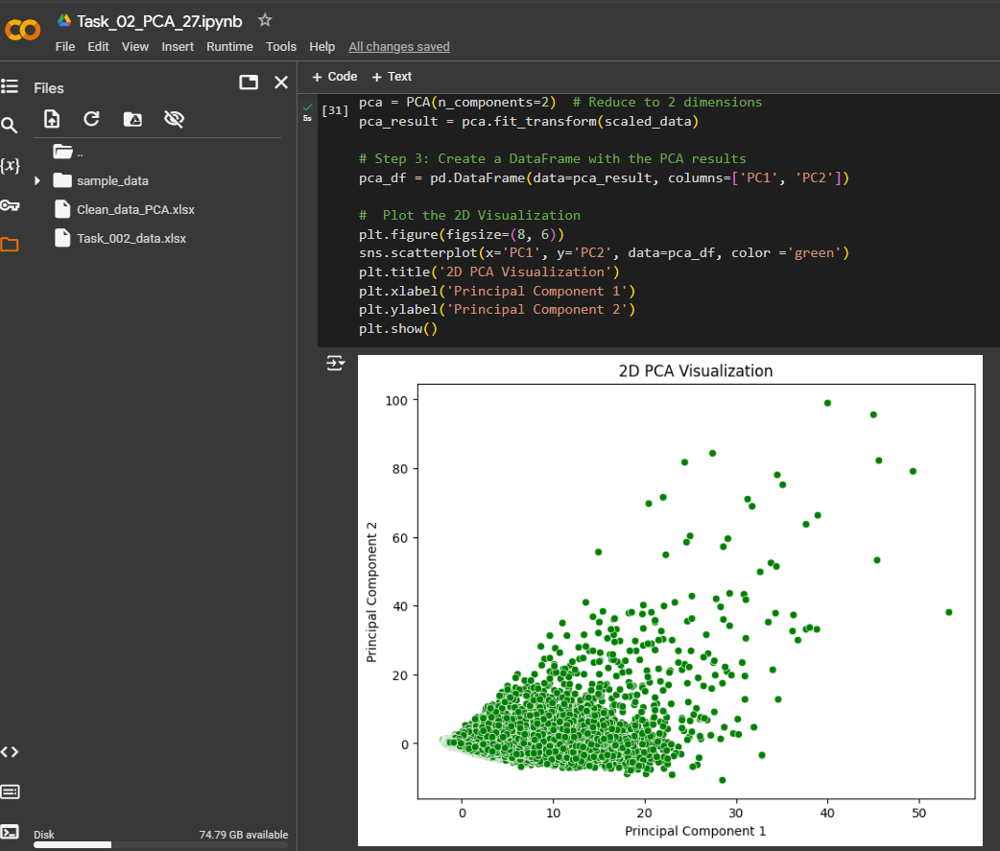 Task_02_PCA_27.ipynb
File Edit View Insert Runtime Tools Help All changes saved
Files
+ Code + Text
..
sample_data
Clean_data_PCA.xlsx
Task_002_data.xlsx
{x}
5s
[31]
pca = PCA(n_components=2)  # Reduce to 2 dimensions
pca_result = pca.fit_transform(scaled_data)
# Step 3: Create a DataFrame with the PCA results
pca_df = pd.DataFrame(data=pca_result, columns=['PC1', 'PC2'])
#  Plot the 2D Visualization
plt.figure(figsize=(8, 6))
sns.scatterplot(x='PC1', y='PC2', data=pca_df, color ='green')
plt.title('2D PCA Visualization')
plt.xlabel('Principal Component 1')
plt.ylabel('Principal Component 2')
plt.show()
2D PCA Visualization
Principal Component 2
100
80
60
40
20
0
0 10 20 30 40 50
Principal Component 1
Disk 74.79 GB available